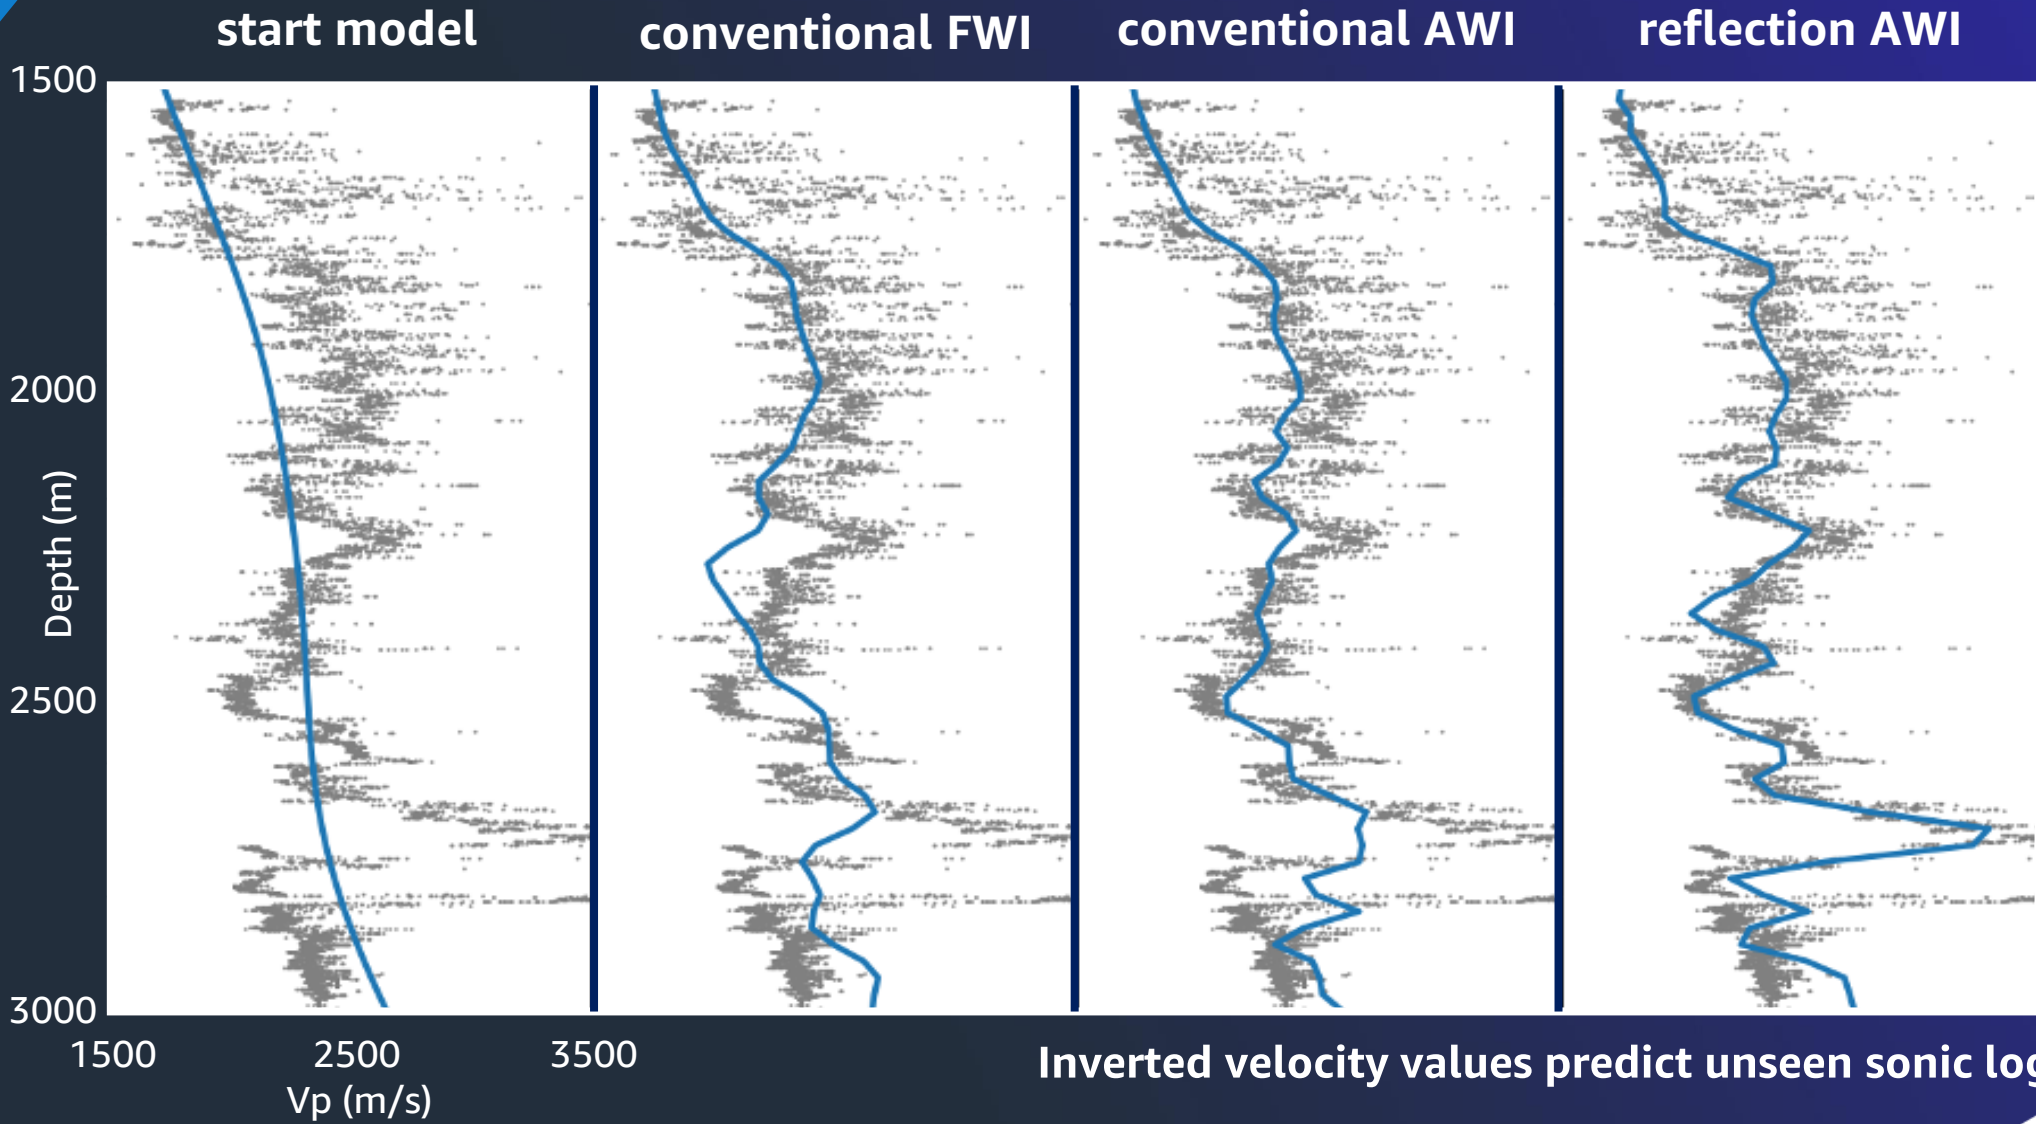 start model
conventional FWI
conventional AWI
reflection AWI
1500
2000
2500
3000
Depth (m)
1500 2500 3500
Vp (m/s)
Inverted velocity values predict unseen sonic log